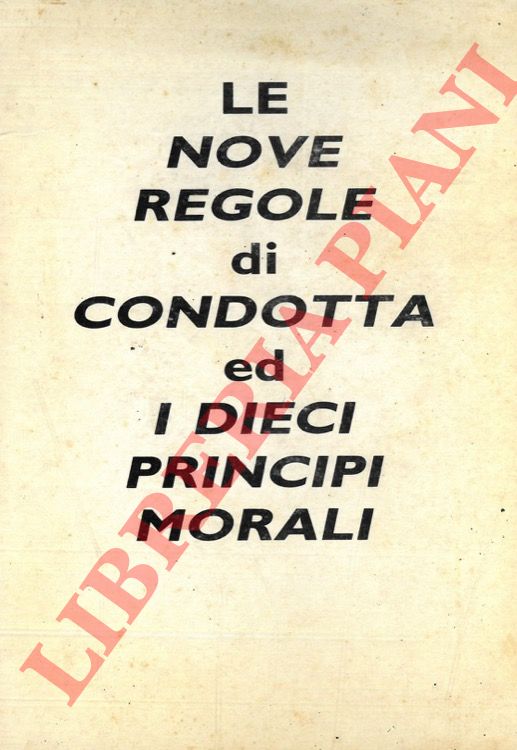 LE
NOVE
REGOLE
di
CONDOTTA
ed
I DIECI
PRINCIPI
MORALI
LIBRERIA PIANI